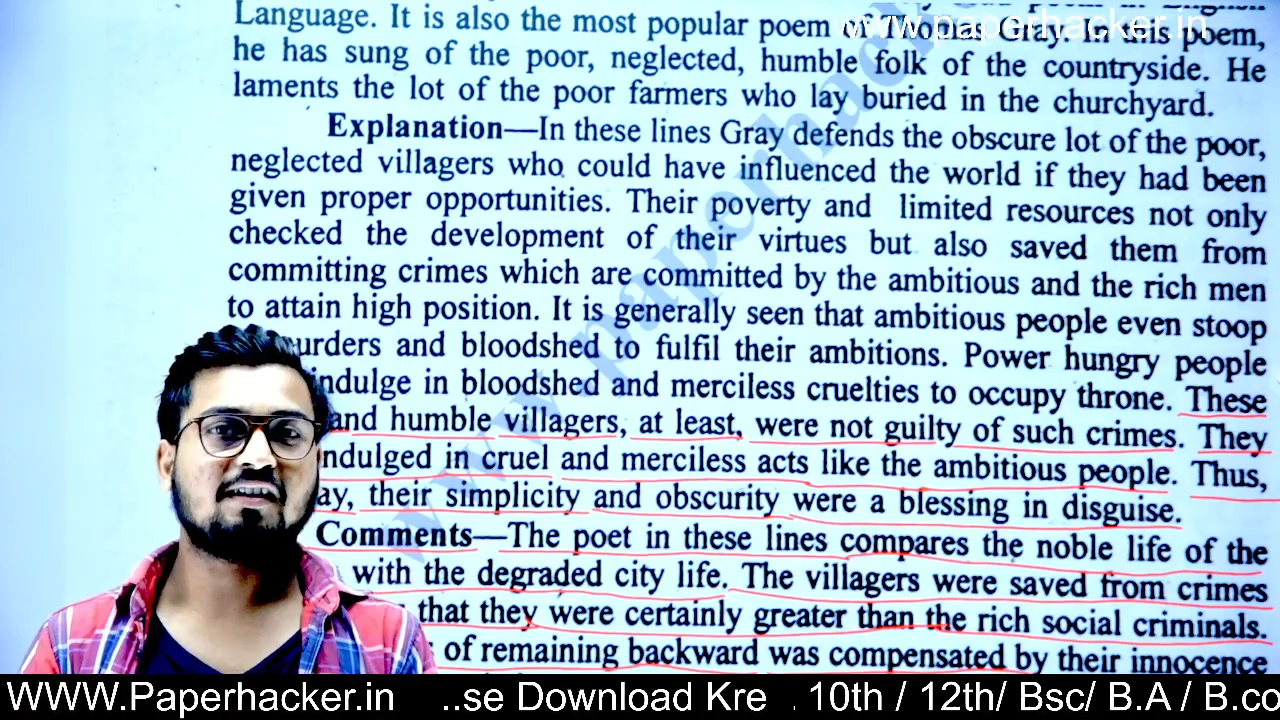 Language. It is also the most popular poem of Thomas Gray. In this poem,
www.paperhacker.in
he has sung of the poor, neglected, humble folk of the countryside. He
laments the lot of the poor farmers who lay buried in the churchyard.
Explanation—In these lines Gray defends the obscure lot of the poor,
neglected villagers who could have influenced the world if they had been
given proper opportunities. Their poverty and limited resources not only
checked the development of their virtues but also saved them from
committing crimes which are committed by the ambitious and the rich men
to attain high position. It is generally seen that ambitious people even stoop
urders and bloodshed to fulfil their ambitions. Power hungry people
indulge in bloodshed and merciless cruelties to occupy throne. These
and humble villagers, at least, were not guilty of such crimes. They
ndulged in cruel and merciless acts like the ambitious people. Thus,
ay, their simplicity and obscurity were a blessing in disguise.
Comments—The poet in these lines compares the noble life of the
with the degraded city life. The villagers were saved from crimes
that they were certainly greater than the rich social criminals.
of remaining backward was compensated by their innocence
WWW.Paperhacker.in ..se Download Kre . 10th / 12th/ Bsc/ B.A / B.co